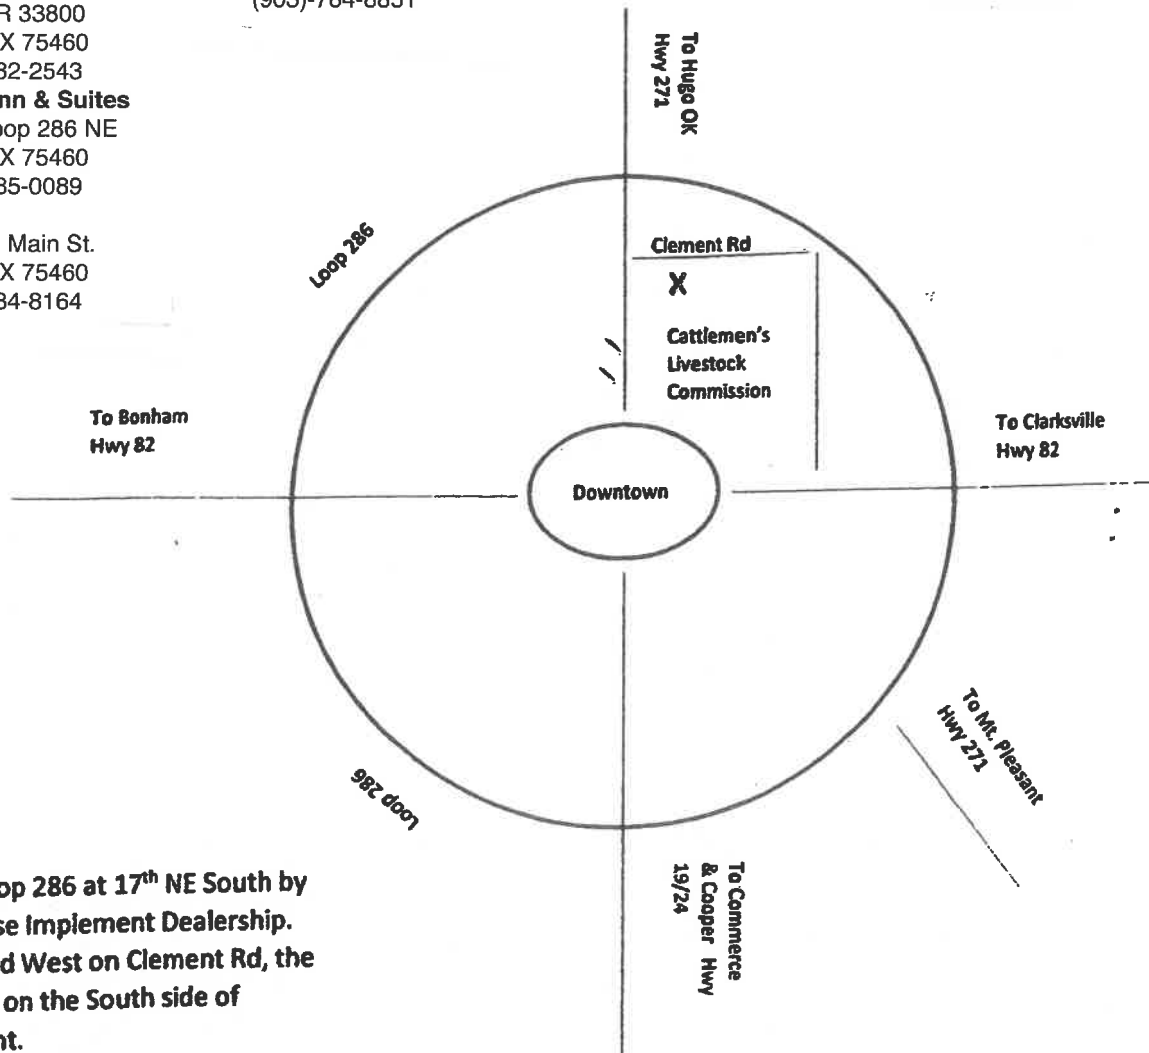 R 33800
X 75460
32-2543
nn & Suites
oop 286 NE
X 75460
35-0089
Main St.
X 75460
34-8164
To Hugo OK
Hwy 271
Loop 286
Clement Rd
X
Cattlemen's
Livestock
Commission
To Bonham
Hwy 82
Downtown
To Clarksville
Hwy 82
To Mt. Pleasant
Hwy 271
Loop 286
To Commerce
& Cooper Hwy
19/24
op 286 at 17th NE South by
se Implement Dealership.
d West on Clement Rd, the
on the South side of
nt.